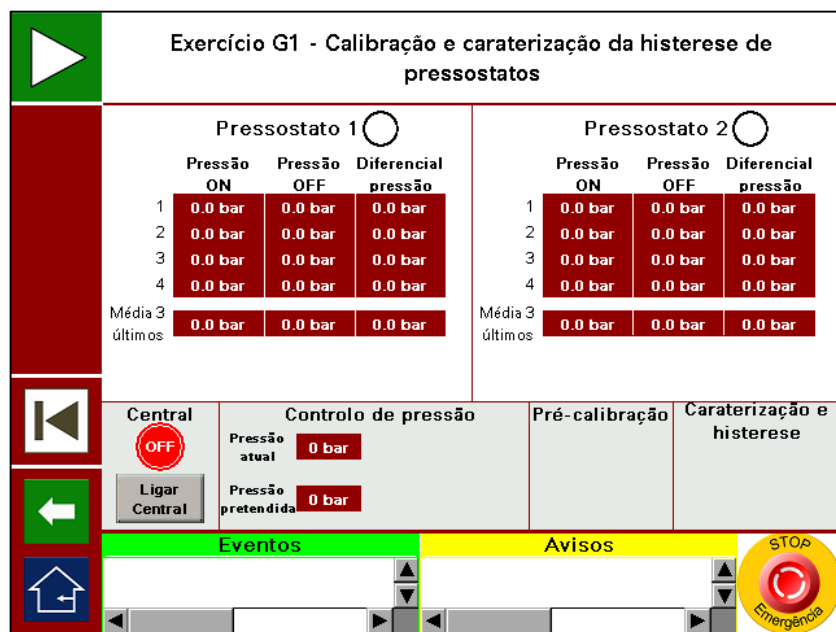 Exercício G1 - Calibração e caraterização da histerese de
pressostatos
Pressostato 1
Pressão ON
Pressão OFF
Diferencial pressão
1 0.0 bar 0.0 bar 0.0 bar
2 0.0 bar 0.0 bar 0.0 bar
3 0.0 bar 0.0 bar 0.0 bar
4 0.0 bar 0.0 bar 0.0 bar
Média 3 últimos 0.0 bar 0.0 bar 0.0 bar
Pressostato 2
Pressão ON
Pressão OFF
Diferencial pressão
1 0.0 bar 0.0 bar 0.0 bar
2 0.0 bar 0.0 bar 0.0 bar
3 0.0 bar 0.0 bar 0.0 bar
4 0.0 bar 0.0 bar 0.0 bar
Média 3 últimos 0.0 bar 0.0 bar 0.0 bar
Central
OFF
Ligar
Central
Controlo de pressão
Pressão atual 0 bar
Pressão pretendida 0 bar
Pré-calibração
Caraterização e
histerese
Eventos
Avisos
STOP
Emergência